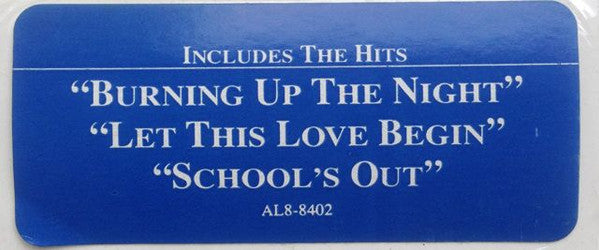 INCLUDES THE HITS
“BURNING UP THE NIGHT”
“LET THIS LOVE BEGIN”
“SCHOOL’S OUT”
AL8-8402